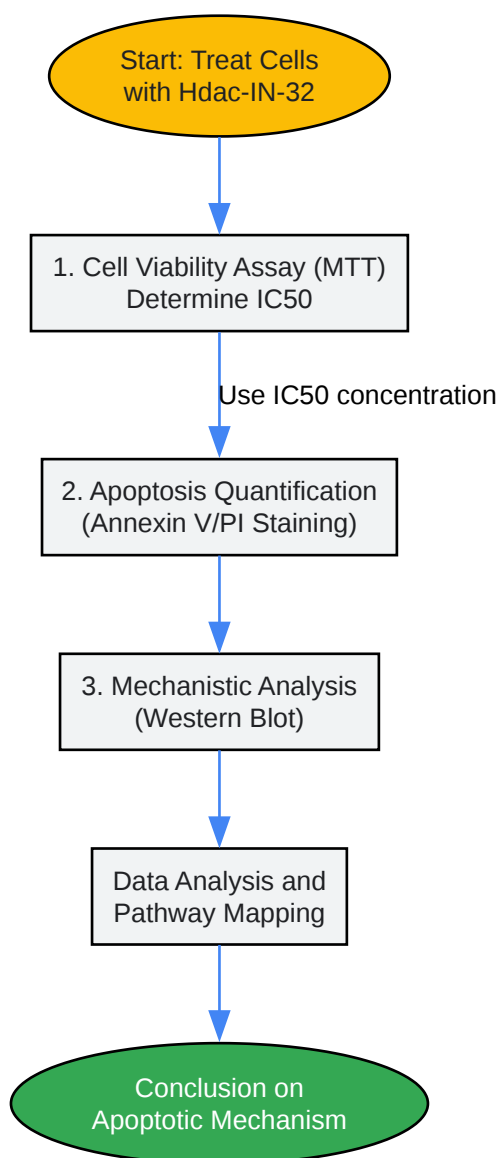 Start: Treat Cells
with Hdac-IN-32
1. Cell Viability Assay (MTT)
Determine IC50
Use IC50 concentration
2. Apoptosis Quantification
(Annexin V/PI Staining)
3. Mechanistic Analysis
(Western Blot)
Data Analysis and
Pathway Mapping
Conclusion on
Apoptotic Mechanism